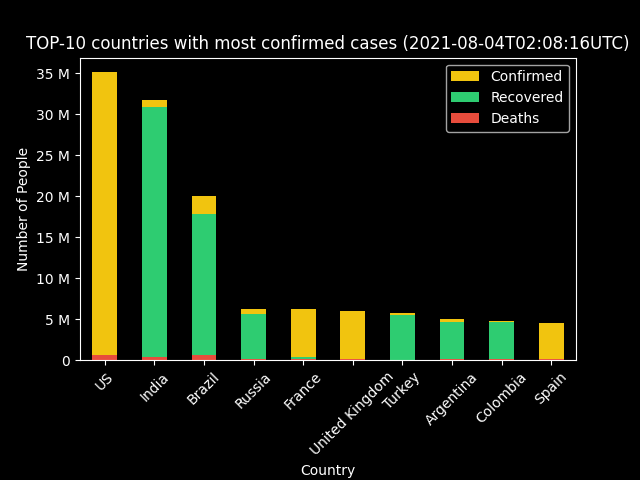 TOP-10 countries with most confirmed cases (2021-08-04T02:08:16UTC)
Confirmed
Recovered
Deaths
Number of People
35 M
30 M
25 M
20 M
15 M
10 M
5 M
0
US
India
Brazil
Russia
France
United Kingdom
Turkey
Argentina
Colombia
Spain
Country